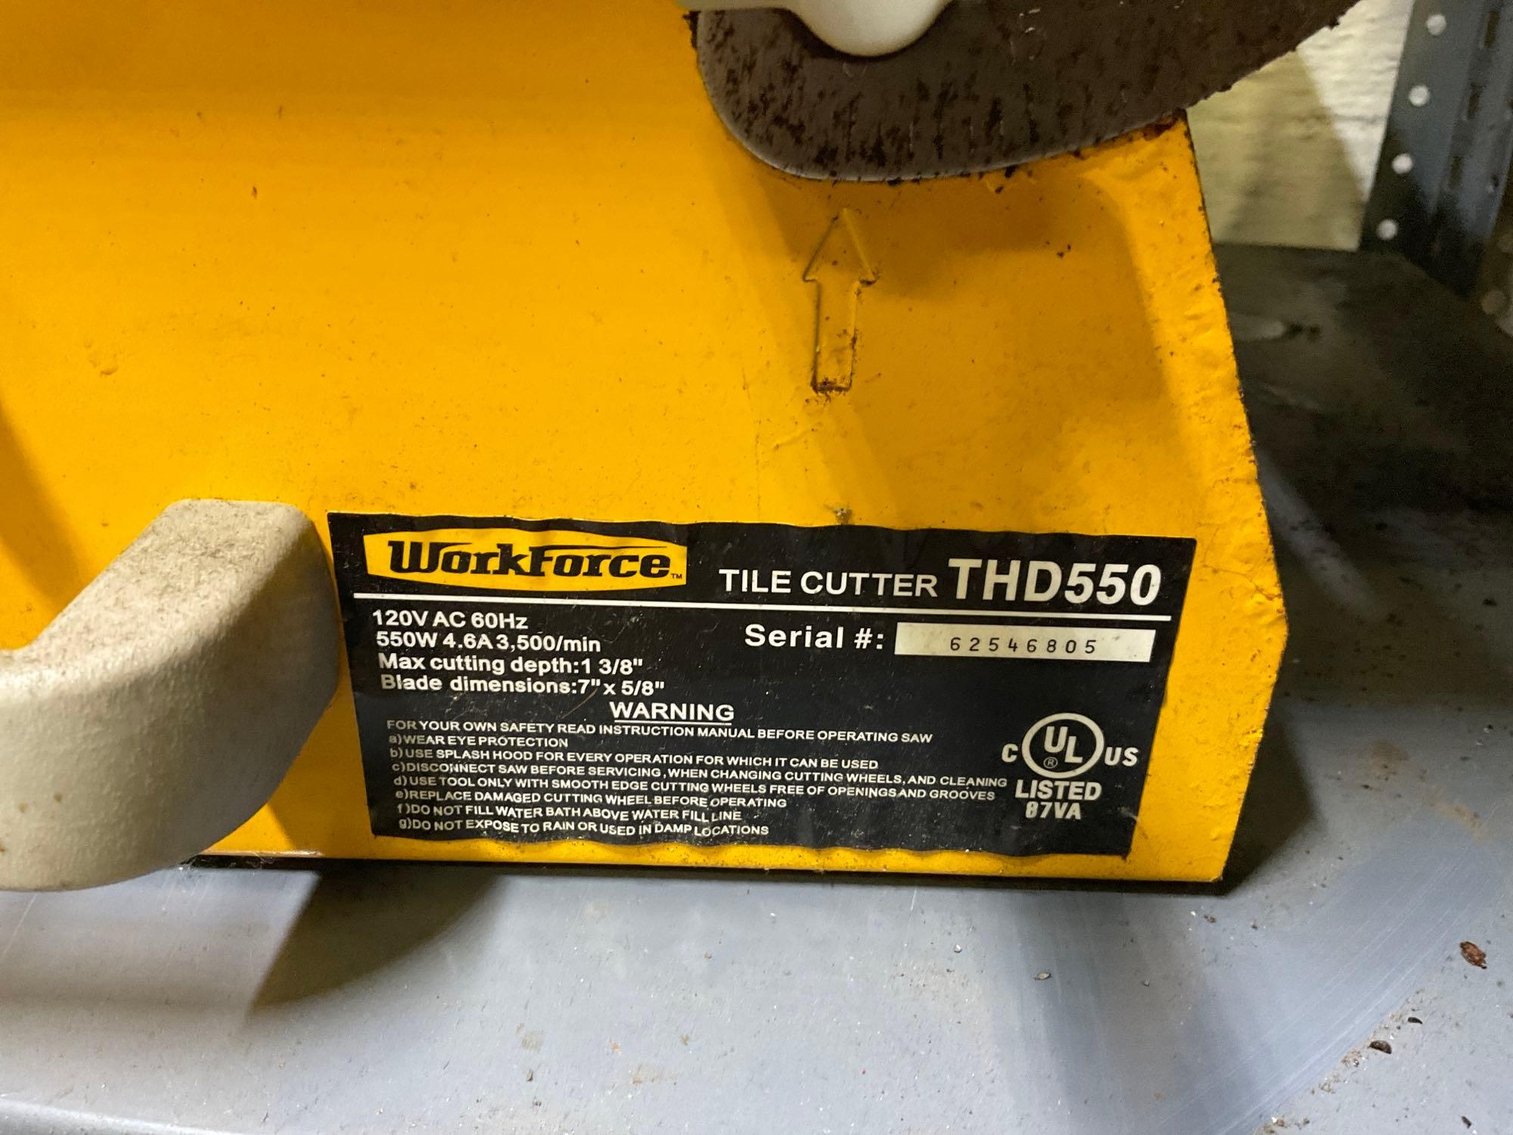 WORKFORCE™
TILE CUTTER THD550
120V AC 60Hz
550W 4.6A 3,500/min
Max cutting depth:1 3/8"
Blade dimensions:7" x 5/8"
Serial #: 62546805
WARNING
FOR YOUR OWN SAFETY READ INSTRUCTION MANUAL BEFORE OPERATING SAW
a)WEAR EYE PROTECTION
b)USE SPLASH HOOD FOR EVERY OPERATION FOR WHICH IT CAN BE USED
c)DISCONNECT SAW BEFORE SERVICING, WHEN CHANGING CUTTING WHEELS, AND CLEANING
d)USE TOOL ONLY WITH SMOOTH EDGE CUTTING WHEELS FREE OF OPENINGS AND GROOVES
e)REPLACE DAMAGED CUTTING WHEEL BEFORE OPERATING
f)DO NOT FILL WATER BATH ABOVE WATER FILL LINE
g)DO NOT EXPOSE TO RAIN OR USED IN DAMP LOCATIONS
C UL® US
LISTED
87VA